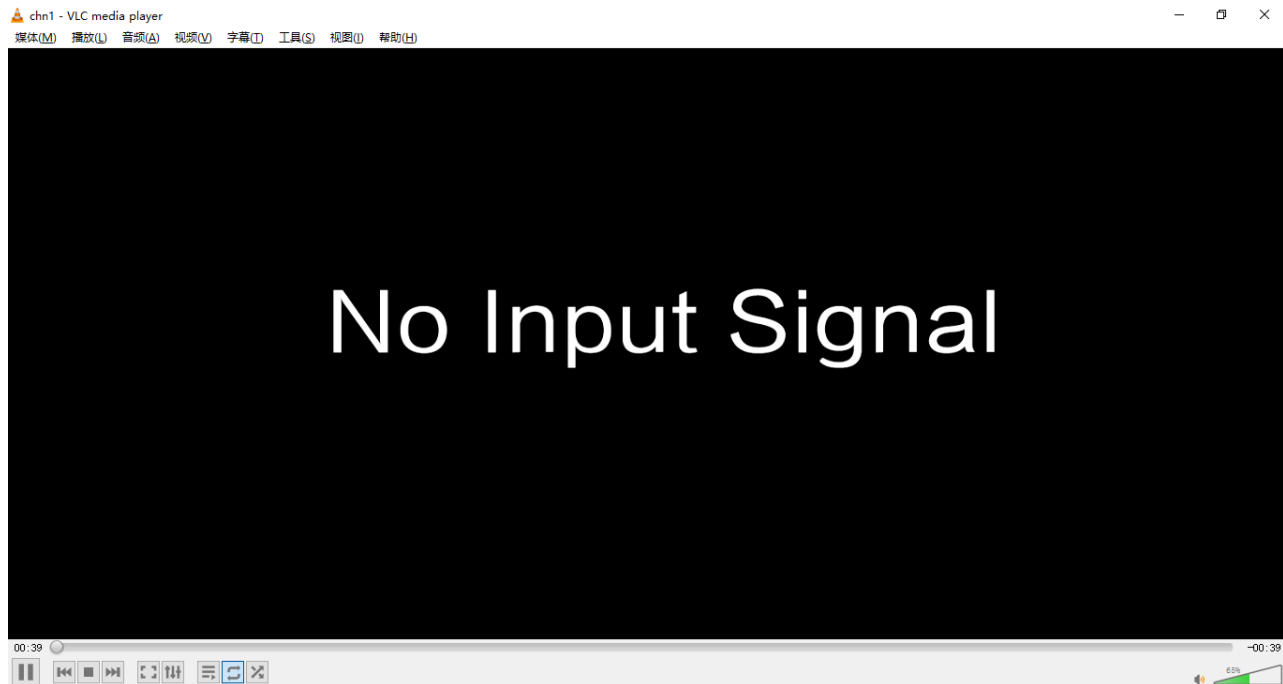 chn1 - VLC media player
媒体(M) 播放(L) 音频(A) 视频(V) 字幕(T) 工具(S) 视图(I) 帮助(H)
No Input Signal
00:39 -00:39
65%